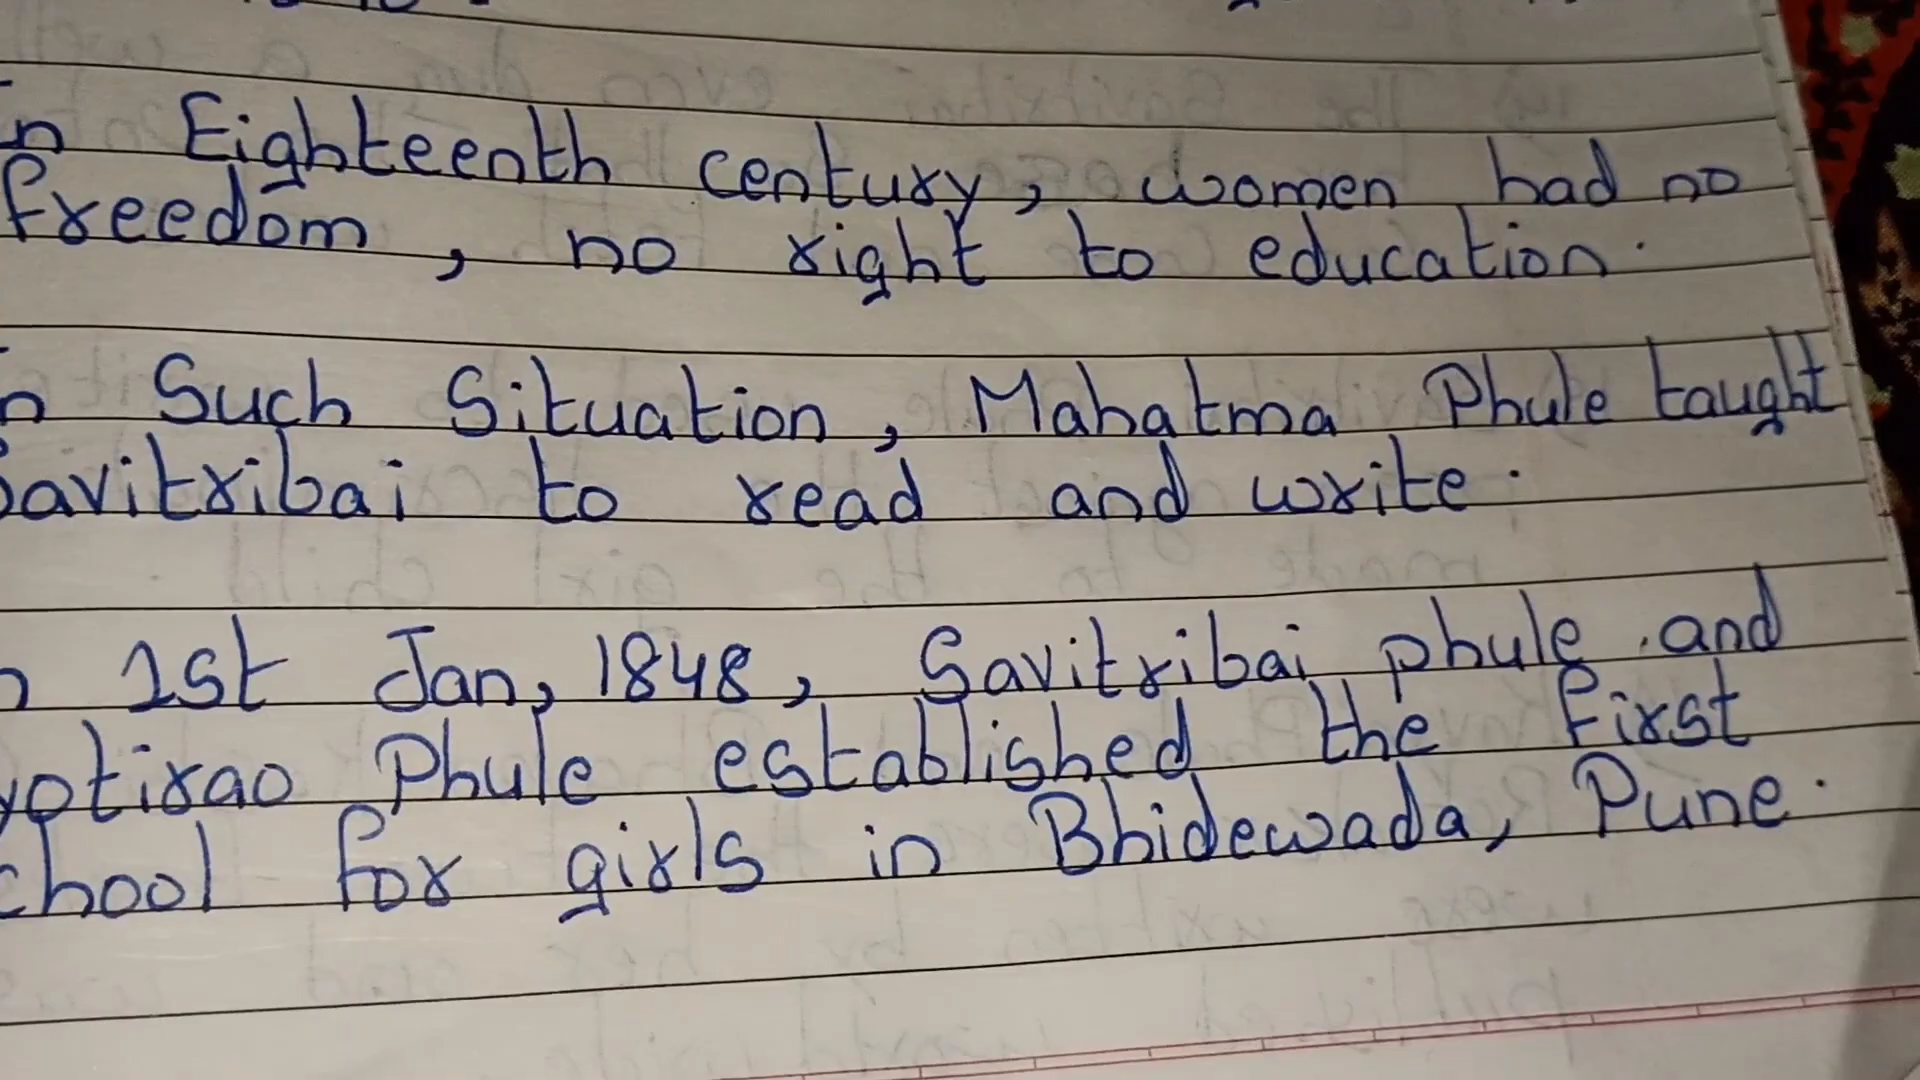 n Eighteenth century, women had no
freedom, no right to education.
n Such Situation, Mahatma Phule taught
avitribai to read and write.
1st Jan, 1848, Savitribai phule and
yotirao Phule established the first
chool for girls in Bhidewada, Pune.